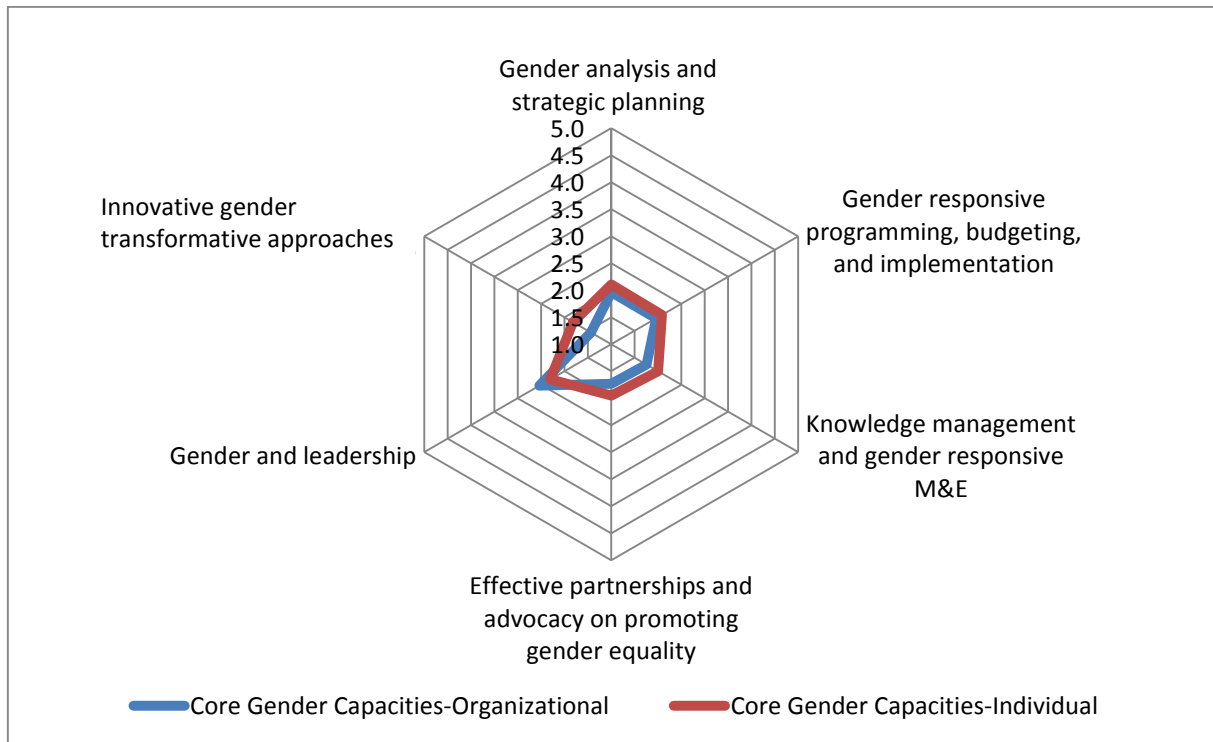 Gender analysis and
strategic planning
5.0
4.5
4.0
3.5
3.0
2.5
2.0
1.5
1.0
Gender responsive
programming, budgeting,
and implementation
Knowledge management
and gender responsive
M&E
Effective partnerships and
advocacy on promoting
gender equality
Gender and leadership
Innovative gender
transformative approaches
Core Gender Capacities-Organizational
Core Gender Capacities-Individual